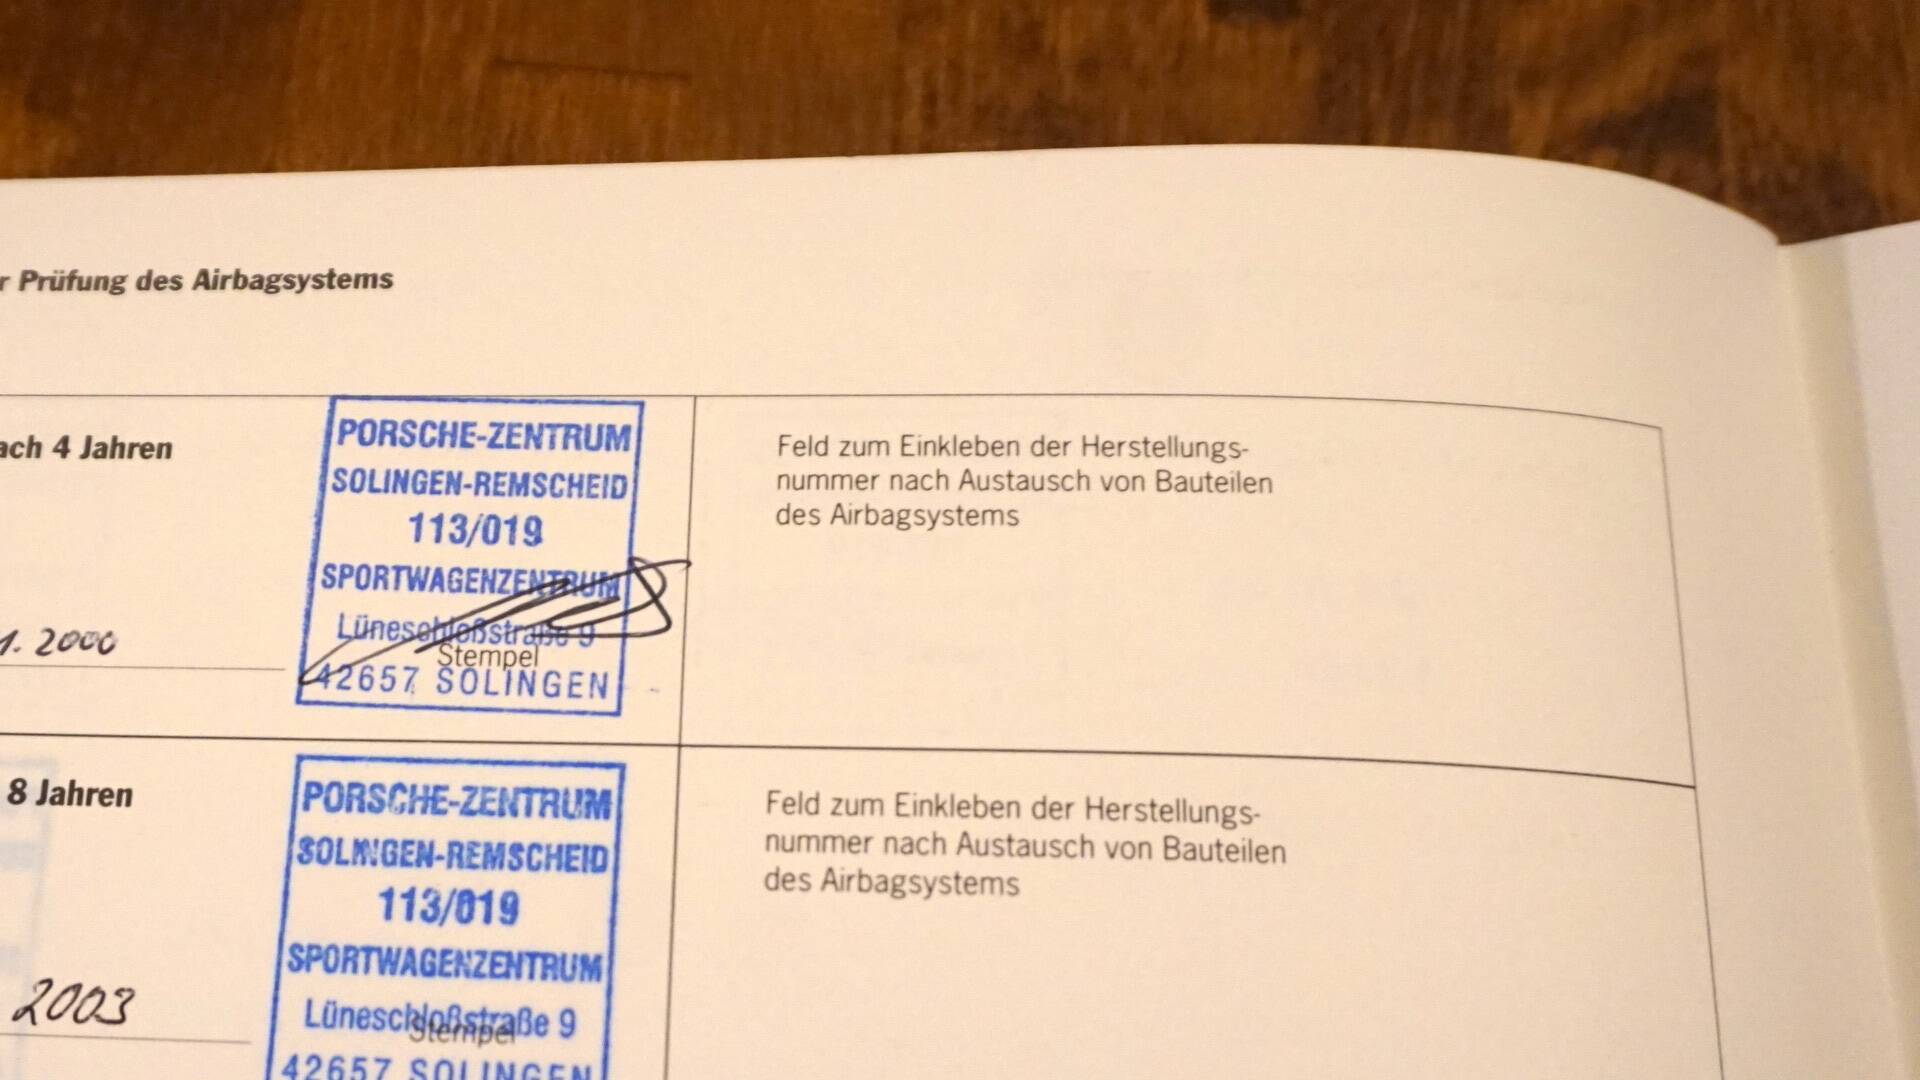 r Prüfung des Airbagsystems
ach 4 Jahren
PORSCHE-ZENTRUM
SOLINGEN-REMSCHEID
113/019
SPORTWAGENZENTRUM
Lüneschloßstraße 9
Stempel
42657 SOLINGEN
1. 2000
Feld zum Einkleben der Herstellungs-
nummer nach Austausch von Bauteilen
des Airbagsystems
8 Jahren
PORSCHE-ZENTRUM
SOLINGEN-REMSCHEID
113/019
SPORTWAGENZENTRUM
Lüneschloßstraße 9
Stempel
42657 SOLINGEN
2003
Feld zum Einkleben der Herstellungs-
nummer nach Austausch von Bauteilen
des Airbagsystems